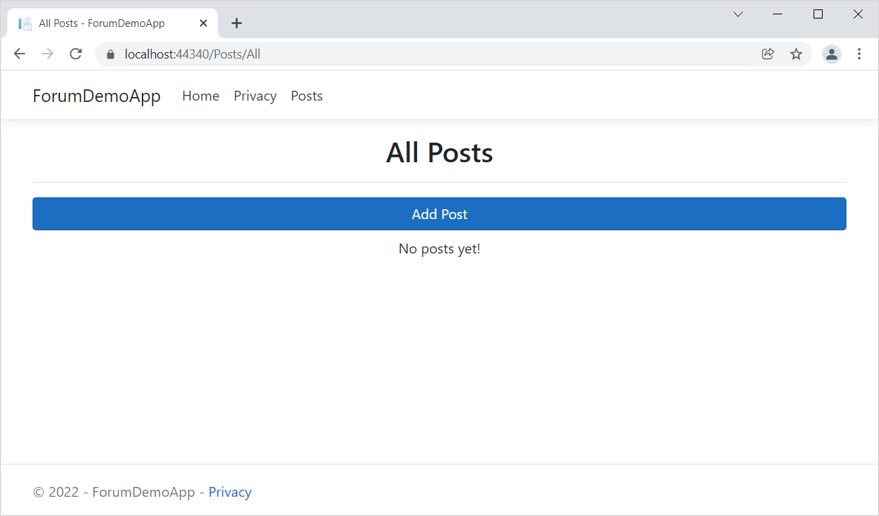 All Posts - ForumDemoApp
localhost:44340/Posts/All
ForumDemoApp Home Privacy Posts
All Posts
Add Post
No posts yet!
© 2022 - ForumDemoApp - Privacy